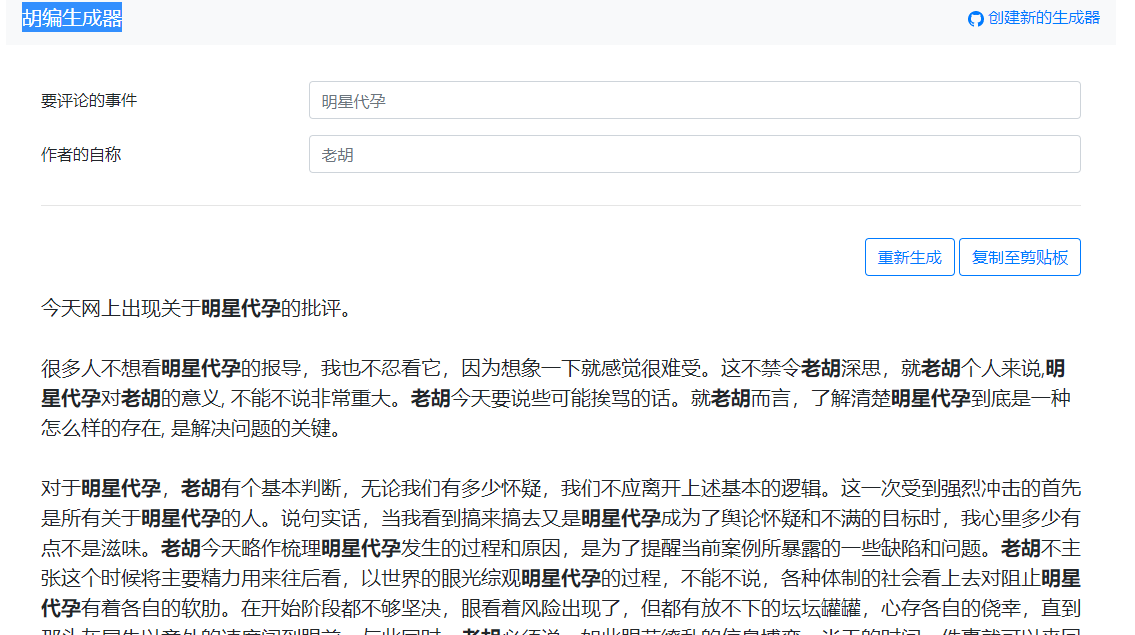 胡编生成器
创建新的生成器
要评论的事件
明星代孕
作者的自称
老胡
重新生成
复制至剪贴板
今天网上出现关于明星代孕的批评。
很多人不想看明星代孕的报导，我也不忍看它，因为想象一下就感觉很难受。这不禁令老胡深思，就老胡个人来说,明
星代孕对老胡的意义, 不能不说非常重大。老胡今天要说些可能挨骂的话。就老胡而言，了解清楚明星代孕到底是一种
怎么样的存在, 是解决问题的关键。
对于明星代孕，老胡有个基本判断，无论我们有多少怀疑，我们不应离开上述基本的逻辑。这一次受到强烈冲击的首先
是所有关于明星代孕的人。说句实话，当我看到搞来搞去又是明星代孕成为了舆论怀疑和不满的目标时，我心里多少有
点不是滋味。老胡今天略作梳理明星代孕发生的过程和原因，是为了提醒当前案例所暴露的一些缺陷和问题。老胡不主
张这个时候将主要精力用来往后看，以世界的眼光综观明星代孕的过程，不能不说，各种体制的社会看上去对阻止明星
代孕有着各自的软肋。在开始阶段都不够坚决，眼看着风险出现了，但都有放不下的坛坛罐罐，心存各自的侥幸，直到